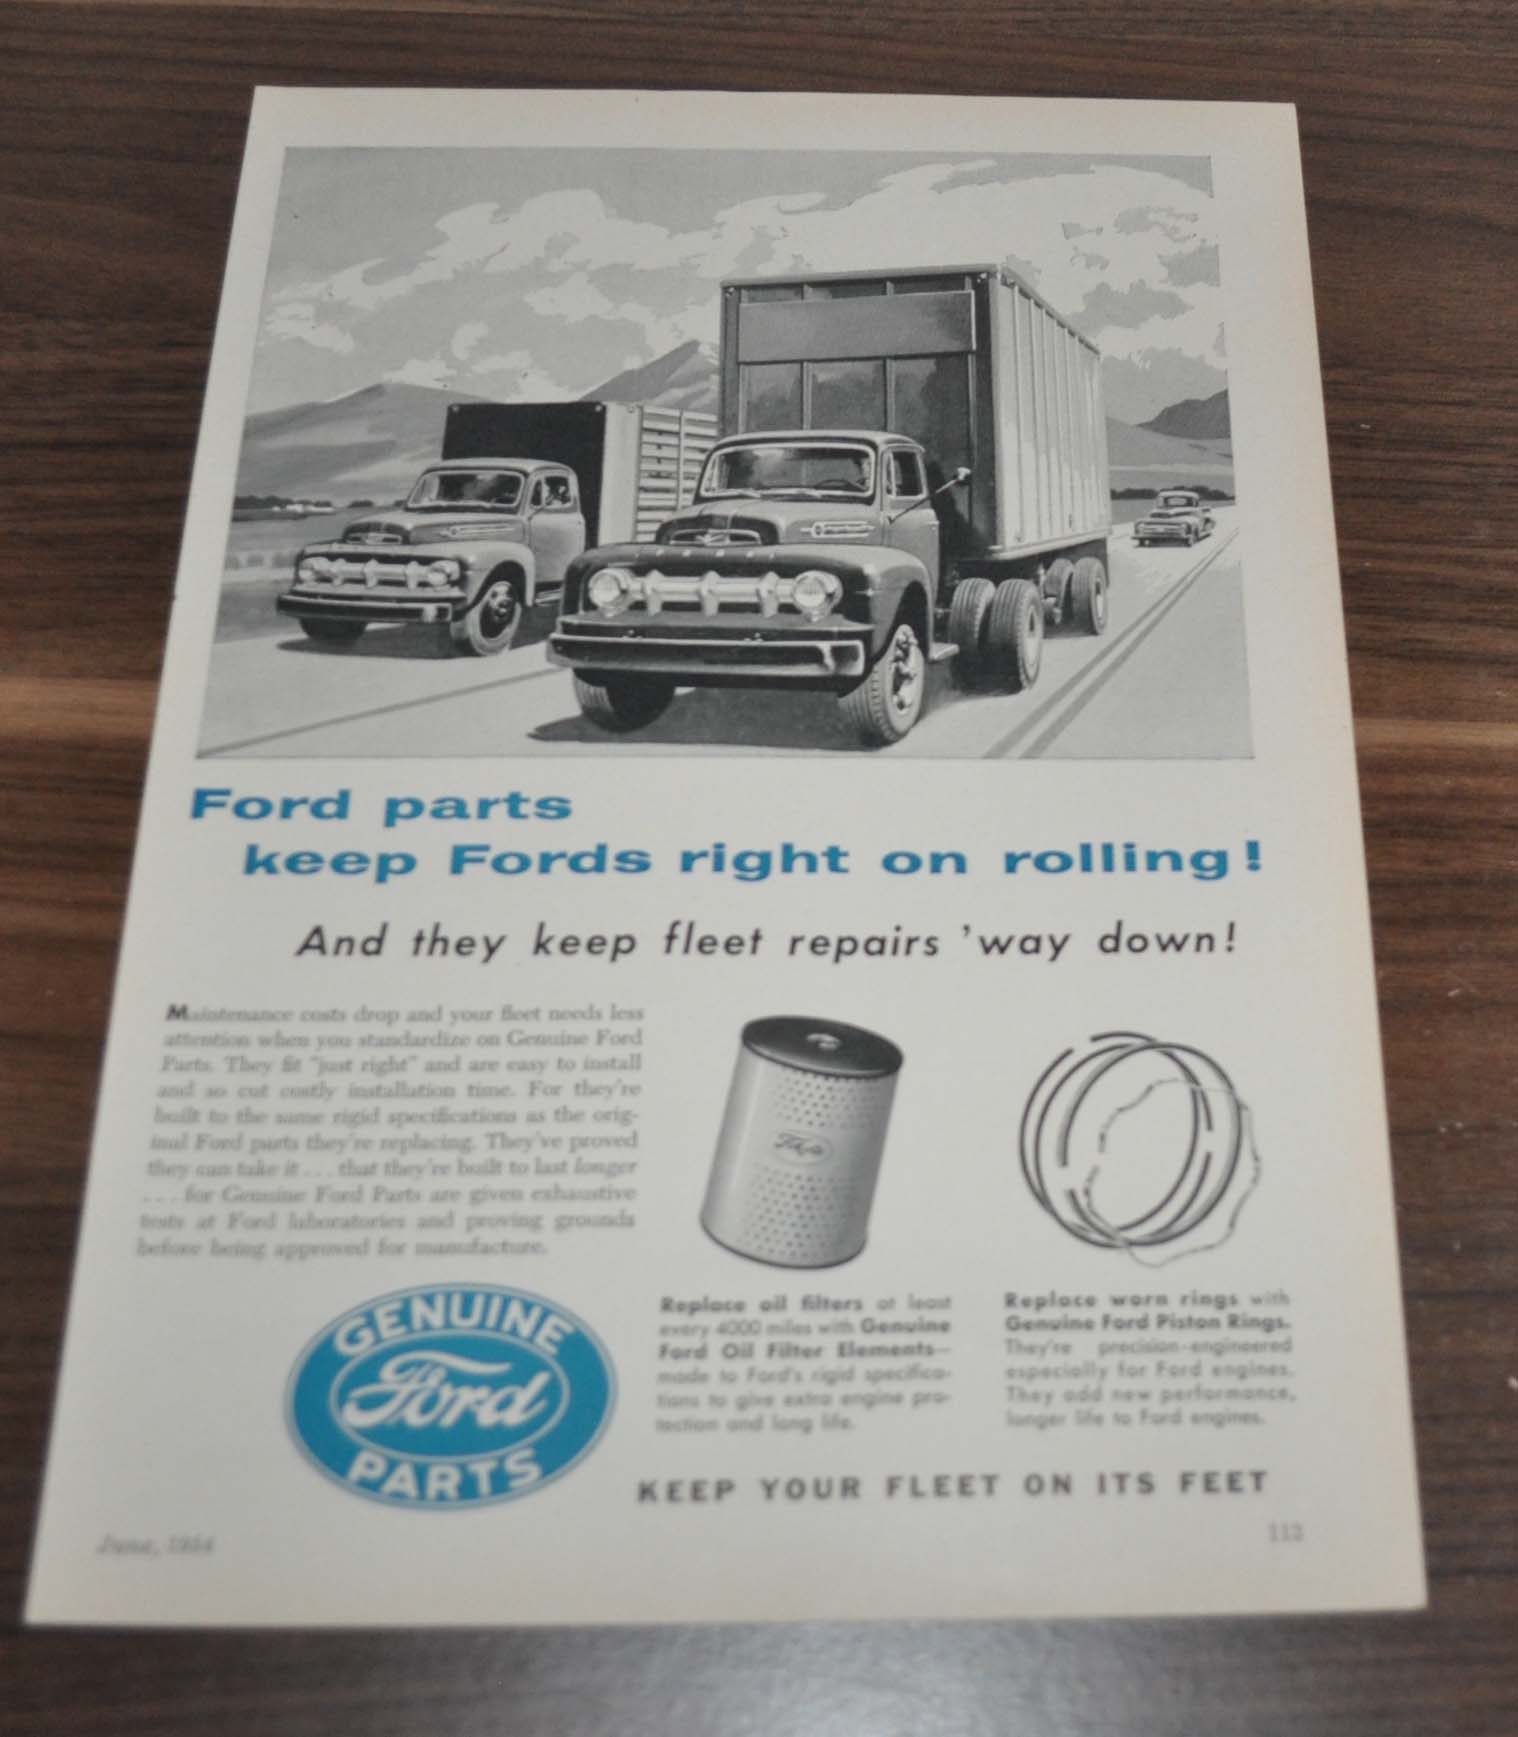 Ford parts
keep Fords right on rolling!
And they keep fleet repairs 'way down!
Maintenance costs drop and your fleet needs less
attention when you standardize on Genuine Ford
Parts. They fit "just right" and are easy to install
and so cut costly installation time. For they're
built to the same rigid specifications as the orig-
inal Ford parts they're replacing. They've proved
they can take it . . . that they're built to last longer
. . . for Genuine Ford Parts are given exhaustive
tests at Ford laboratories and proving grounds
before being approved for manufacture.
Ford
Replace oil filters at least
every 4000 miles with Genuine
Ford Oil Filter Elements—
made to Ford's rigid specifica-
tions to give extra engine pro-
tection and long life.
Replace worn rings with
Genuine Ford Piston Rings.
They're precision-engineered
especially for Ford engines.
They add new performance,
longer life to Ford engines.
GENUINE
Ford
PARTS
KEEP YOUR FLEET ON ITS FEET
June, 1954
113